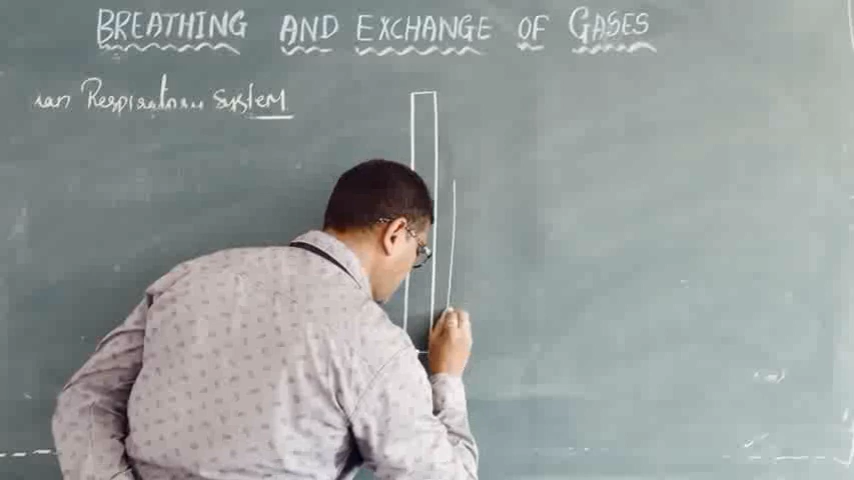 BREATHING AND EXCHANGE OF GASES
Respiratory System